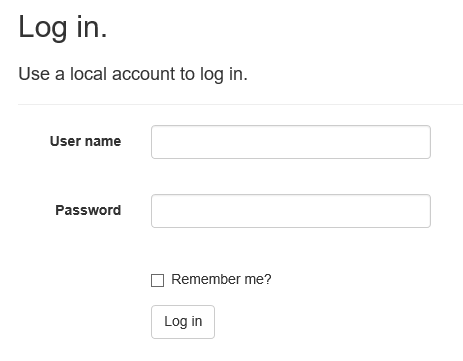 Log in.
Use a local account to log in.
User name
Password
Remember me?
Log in